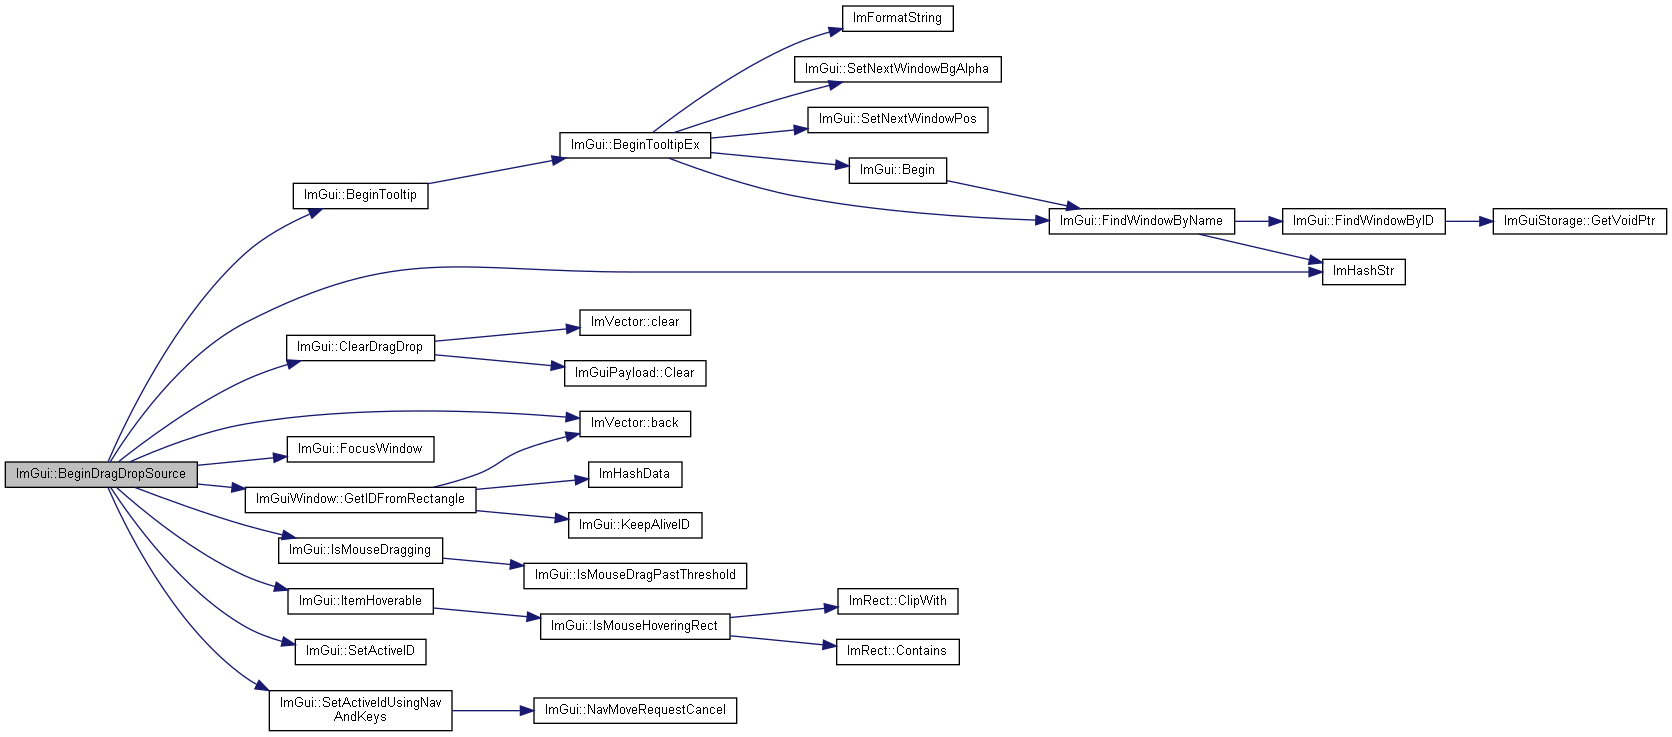 ImFormatString
ImGui::SetNextWindowBgAlpha
ImGui::SetNextWindowPos
ImGui::BeginTooltipEx
ImGui::Begin
ImGui::BeginTooltip
ImGui::FindWindowByName
ImGui::FindWindowByID
ImGuiStorage::GetVoidPtr
ImHashStr
ImVector::clear
ImGui::ClearDragDrop
ImGuiPayload::Clear
ImVector::back
ImGui::FocusWindow
ImGui::BeginDragDropSource
ImHashData
ImGuiWindow::GetIDFromRectangle
ImGui::KeepAliveID
ImGui::IsMouseDragging
ImGui::IsMouseDragPastThreshold
ImGui::ItemHoverable
ImRect::ClipWith
ImGui::IsMouseHoveringRect
ImGui::SetActiveID
ImRect::Contains
ImGui::SetActiveIdUsingNav
AndKeys
ImGui::NavMoveRequestCancel